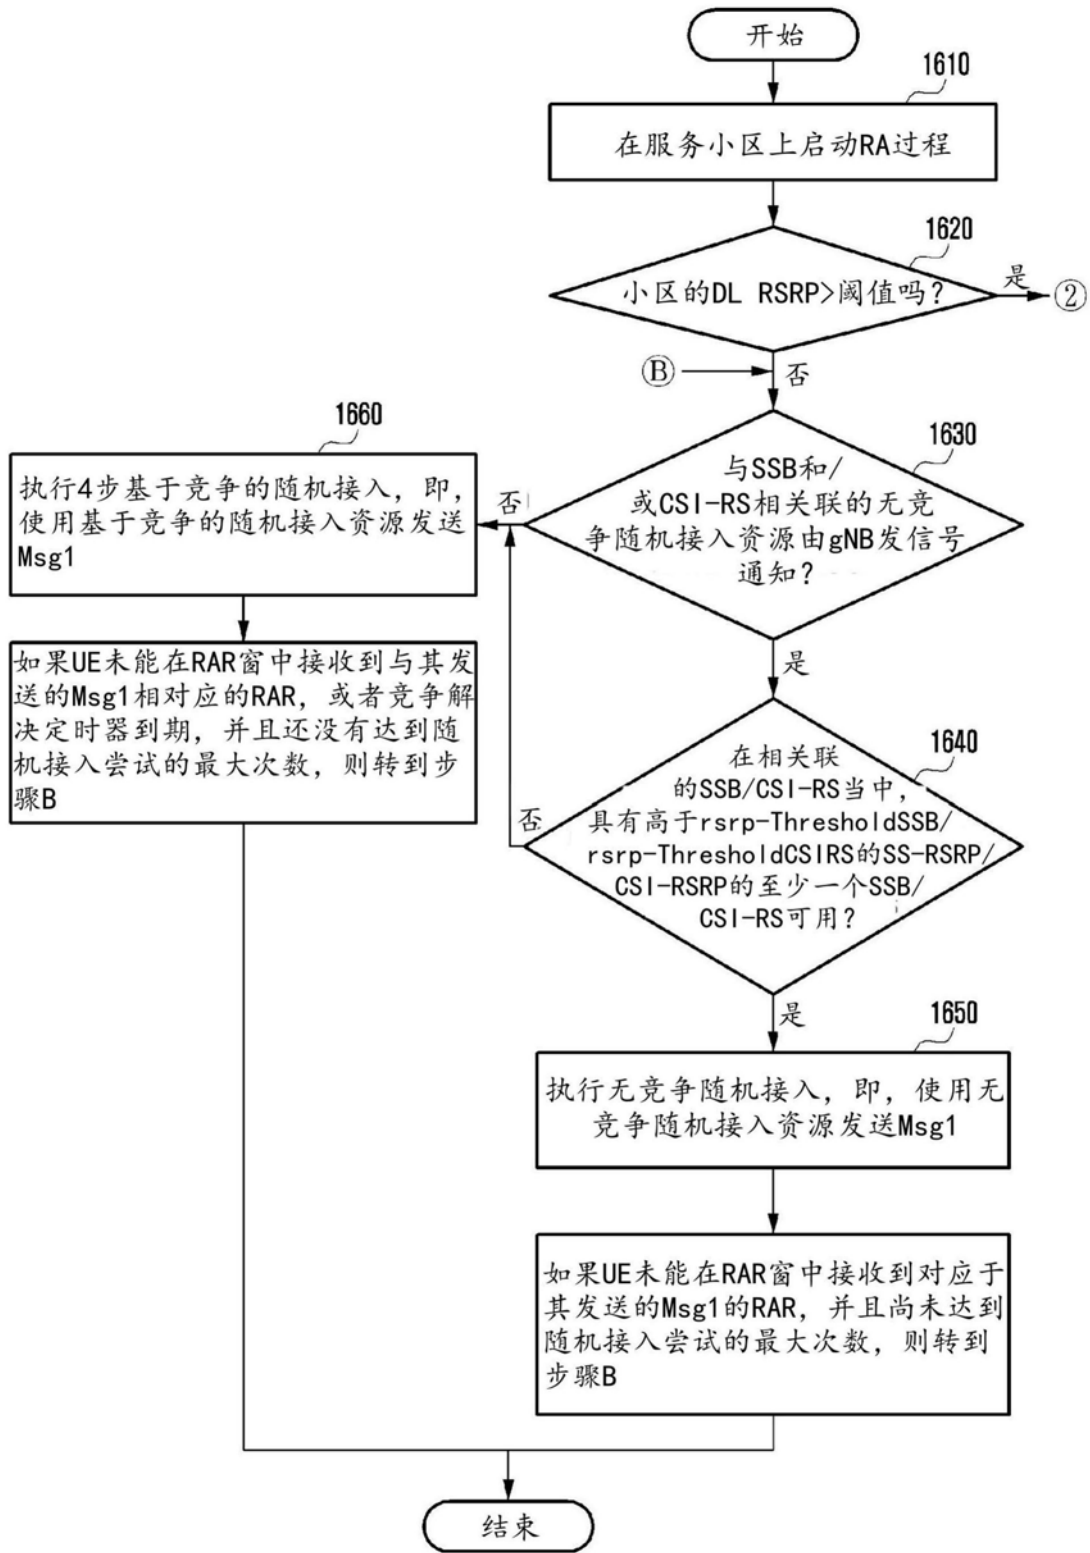 开始
1610
在服务小区上启动RA过程
1620
小区的DL RSRP>阈值吗?
是
②
Ⓑ
否
1630
与SSB和/
或CSI-RS相关联的无竞
争随机接入资源由gNB发信号
通知?
否
1660
执行4步基于竞争的随机接入, 即,
使用基于竞争的随机接入资源发送
Msg1
如果UE未能在RAR窗中接收到与其发
送的Msg1相对应的RAR, 或者竞争解
决定时器到期, 并且还没有达到随
机接入尝试的最大次数, 则转到步
骤B
是
1640
在相关联
的SSB/CSI-RS当中,
具有高于rsrp-ThresholdSSB/
rsrp-ThresholdCSIRS的SS-RSRP/
CSI-RSRP的至少一个SSB/
CSI-RS可用?
否
是
1650
执行无竞争随机接入, 即, 使用无
竞争随机接入资源发送Msg1
如果UE未能在RAR窗中接收到对应于
其发送的Msg1的RAR, 并且尚未达到
随机接入尝试的最大次数, 则转到
步骤B
结束